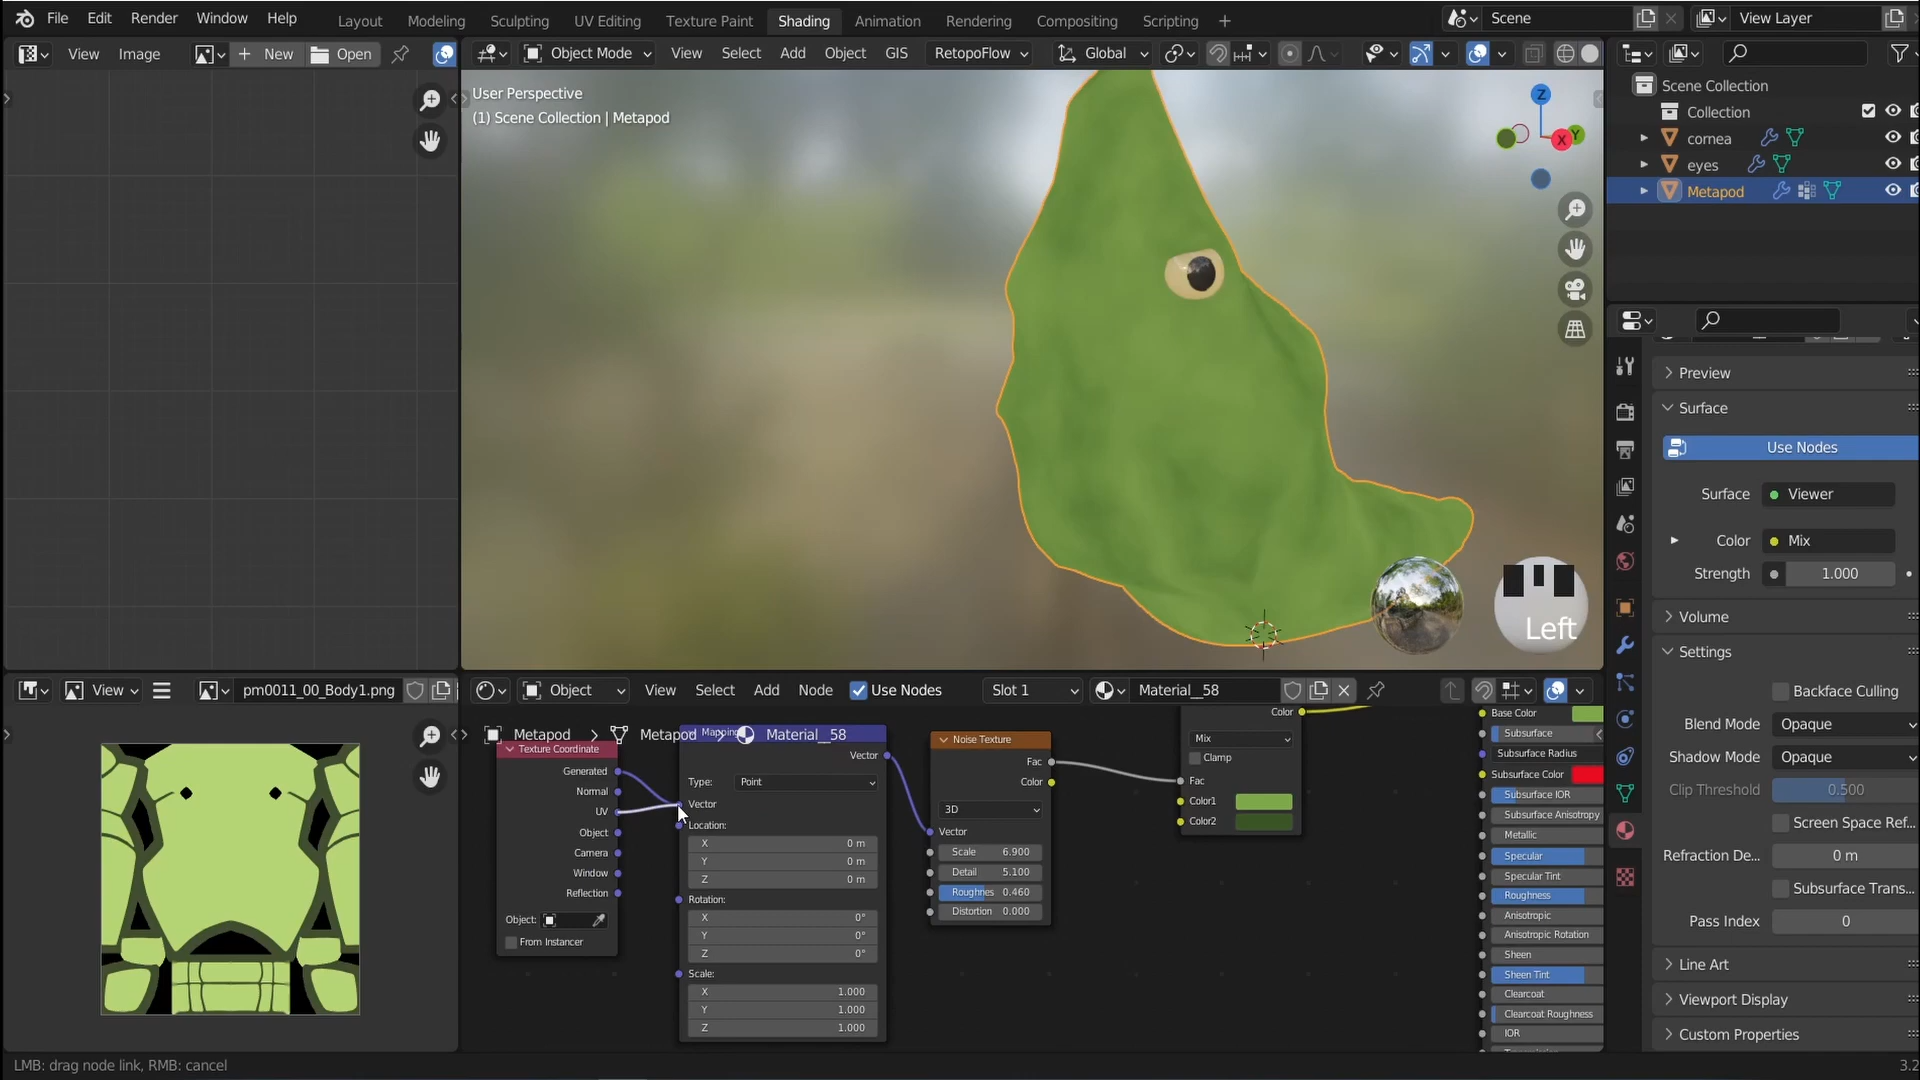 File Edit Render Window Help
Layout Modeling Sculpting UV Editing Texture Paint Shading Animation Rendering Compositing Scripting +
Scene
View Layer
View Image New Open
Object Mode View Select Add Object GIS RetopoFlow Global
User Perspective
(1) Scene Collection | Metapod
Z
X
Y
Left
Scene Collection
Collection
cornea
eyes
Metapod
Preview
Surface
Use Nodes
Surface Viewer
Color Mix
Strength 1.000
Volume
Settings
Backface Culling
Blend Mode Opaque
Shadow Mode Opaque
Clip Threshold 0.500
Screen Space Ref...
Refraction De... 0 m
Subsurface Trans...
Pass Index 0
Line Art
Viewport Display
Custom Properties
View pm0011_00_Body1.png
Object View Select Add Node Use Nodes Slot 1 Material__58
Metapod Metapod Material__58
Texture Coordinate
Generated
Normal
UV
Object
Camera
Window
Reflection
Object:
From Instancer
Mapping
Vector
Type: Point
Vector
Location:
X 0 m
Y 0 m
Z 0 m
Rotation:
X 0°
Y 0°
Z 0°
Scale:
X 1.000
Y 1.000
Z 1.000
Noise Texture
Fac
Color
3D
Vector
Scale 6.900
Detail 5.100
Roughnes 0.460
Distortion 0.000
Color
Mix
Clamp
Fac
Color1
Color2
Base Color
Subsurface
Subsurface Radius
Subsurface Color
Subsurface IOR
Subsurface Anisotropy
Metallic
Specular
Specular Tint
Roughness
Anisotropic
Anisotropic Rotation
Sheen
Sheen Tint
Clearcoat
Clearcoat Roughness
IOR
LMB: drag node link, RMB: cancel
3.2